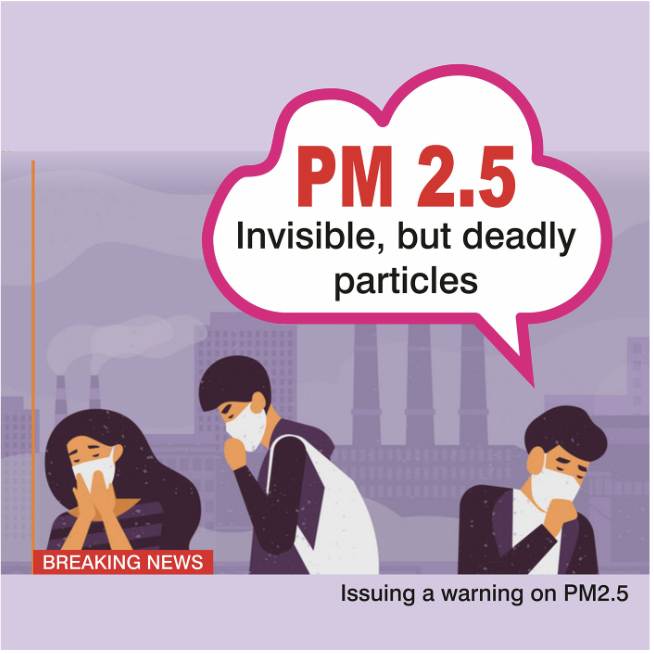 PM 2.5
Invisible, but deadly
particles
BREAKING NEWS
Issuing a warning on PM2.5